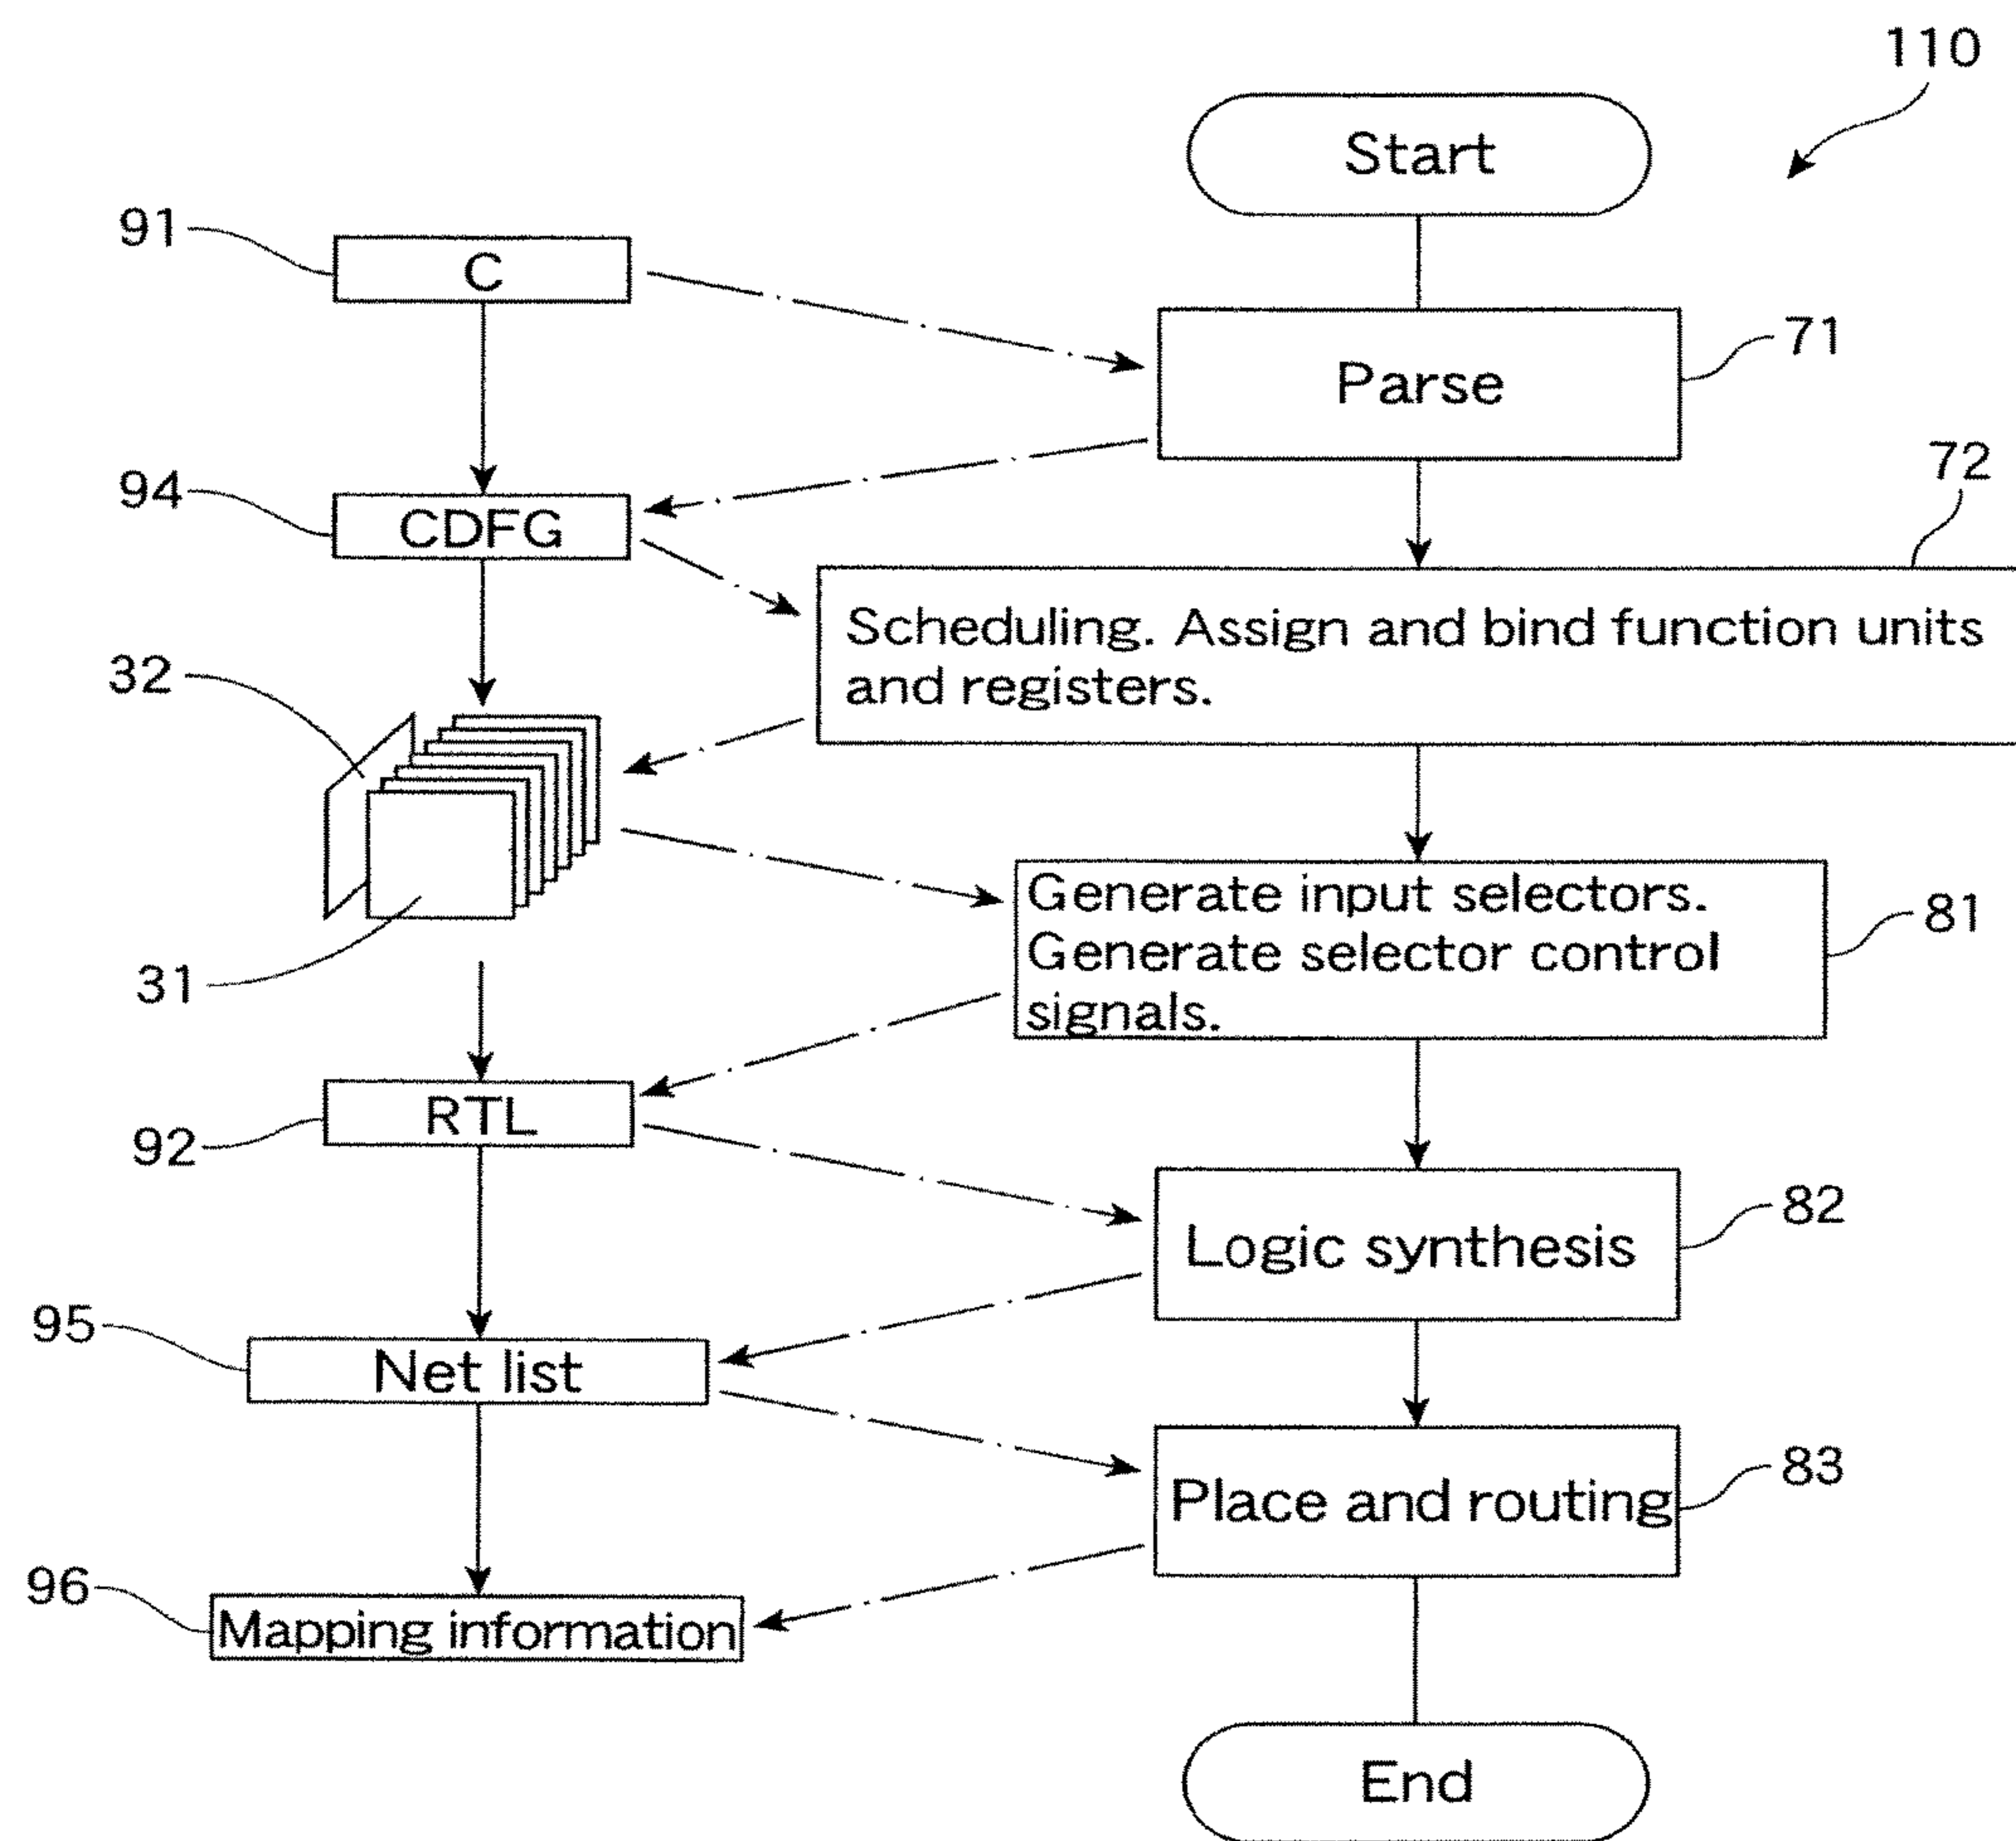 110
Start
91
C
71
Parse
72
94
CDFG
Scheduling. Assign and bind function units
and registers.
32
31
Generate input selectors.
Generate selector control
signals.
81
92
RTL
82
Logic synthesis
95
Net list
83
Place and routing
96
Mapping information
End